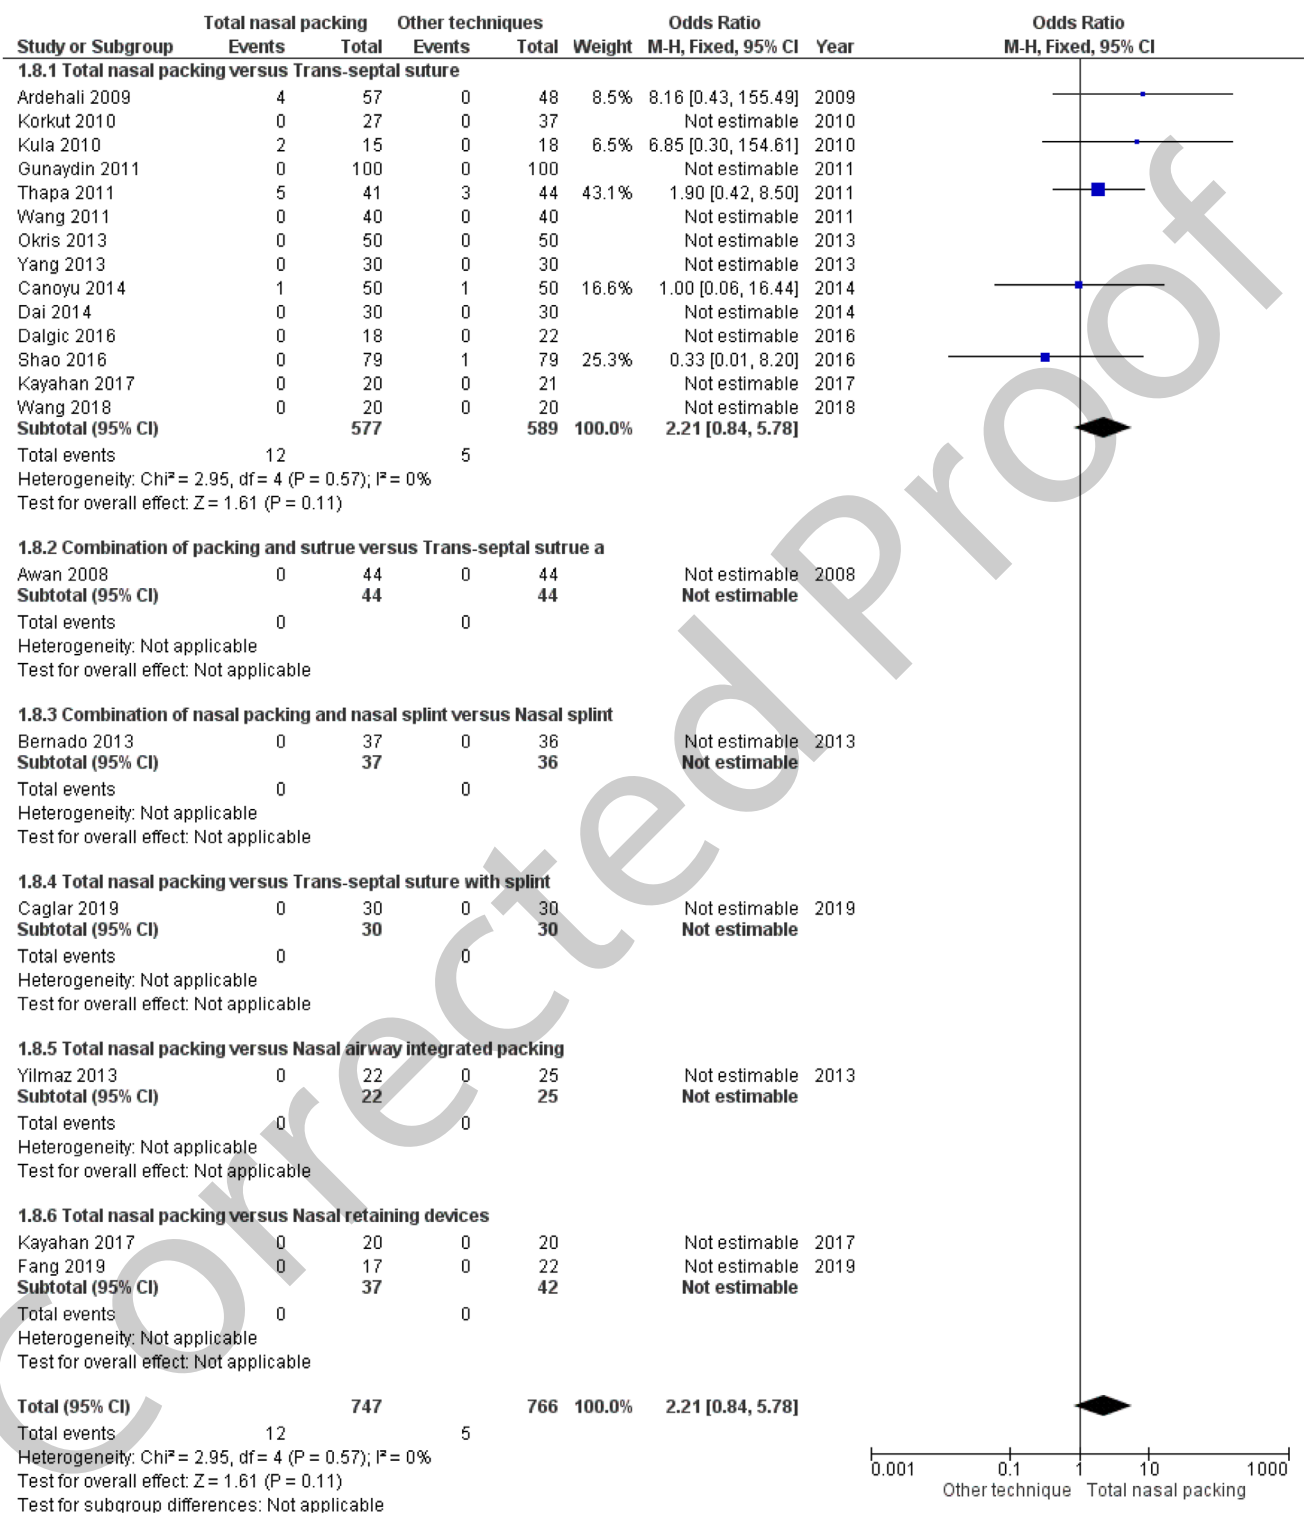 Total nasal packing Other techniques Odds Ratio Odds Ratio
Study or Subgroup Events Total Events Total Weight M-H, Fixed, 95% CI Year M-H, Fixed, 95% CI
1.8.1 Total nasal packing versus Trans-septal suture
Ardehali 2009 4 57 0 48 8.5% 8.16 [0.43, 155.49] 2009
Korkut 2010 0 27 0 37 Not estimable 2010
Kula 2010 2 15 0 18 6.5% 6.85 [0.30, 154.61] 2010
Gunaydin 2011 0 100 0 100 Not estimable 2011
Thapa 2011 5 41 3 44 43.1% 1.90 [0.42, 8.50] 2011
Wang 2011 0 40 0 40 Not estimable 2011
Okris 2013 0 50 0 50 Not estimable 2013
Yang 2013 0 30 0 30 Not estimable 2013
Canoyu 2014 1 50 1 50 16.6% 1.00 [0.06, 16.44] 2014
Dai 2014 0 30 0 30 Not estimable 2014
Dalgic 2016 0 18 0 22 Not estimable 2016
Shao 2016 0 79 1 79 25.3% 0.33 [0.01, 8.20] 2016
Kayahan 2017 0 20 0 21 Not estimable 2017
Wang 2018 0 20 0 20 Not estimable 2018
Subtotal (95% CI) 577 589 100.0% 2.21 [0.84, 5.78]
Total events 12 5
Heterogeneity: Chi² = 2.95, df = 4 (P = 0.57); I² = 0%
Test for overall effect: Z = 1.61 (P = 0.11)
1.8.2 Combination of packing and sutrue versus Trans-septal sutrue a
Awan 2008 0 44 0 44 Not estimable 2008
Subtotal (95% CI) 44 44 Not estimable
Total events 0 0
Heterogeneity: Not applicable
Test for overall effect: Not applicable
1.8.3 Combination of nasal packing and nasal splint versus Nasal splint
Bernado 2013 0 37 0 36 Not estimable 2013
Subtotal (95% CI) 37 36 Not estimable
Total events 0 0
Heterogeneity: Not applicable
Test for overall effect: Not applicable
1.8.4 Total nasal packing versus Trans-septal suture with splint
Caglar 2019 0 30 0 30 Not estimable 2019
Subtotal (95% CI) 30 30 Not estimable
Total events 0 0
Heterogeneity: Not applicable
Test for overall effect: Not applicable
1.8.5 Total nasal packing versus Nasal airway integrated packing
Yilmaz 2013 0 22 0 25 Not estimable 2013
Subtotal (95% CI) 22 25 Not estimable
Total events 0 0
Heterogeneity: Not applicable
Test for overall effect: Not applicable
1.8.6 Total nasal packing versus Nasal retaining devices
Kayahan 2017 0 20 0 20 Not estimable 2017
Fang 2019 0 17 0 22 Not estimable 2019
Subtotal (95% CI) 37 42 Not estimable
Total events 0 0
Heterogeneity: Not applicable
Test for overall effect: Not applicable
Total (95% CI) 747 766 100.0% 2.21 [0.84, 5.78]
Total events 12 5
Heterogeneity: Chi² = 2.95, df = 4 (P = 0.57); I² = 0%
Test for overall effect: Z = 1.61 (P = 0.11)
Test for subgroup differences: Not applicable
0.001 0.1 1 10 1000
Other technique Total nasal packing
Corrected Proof